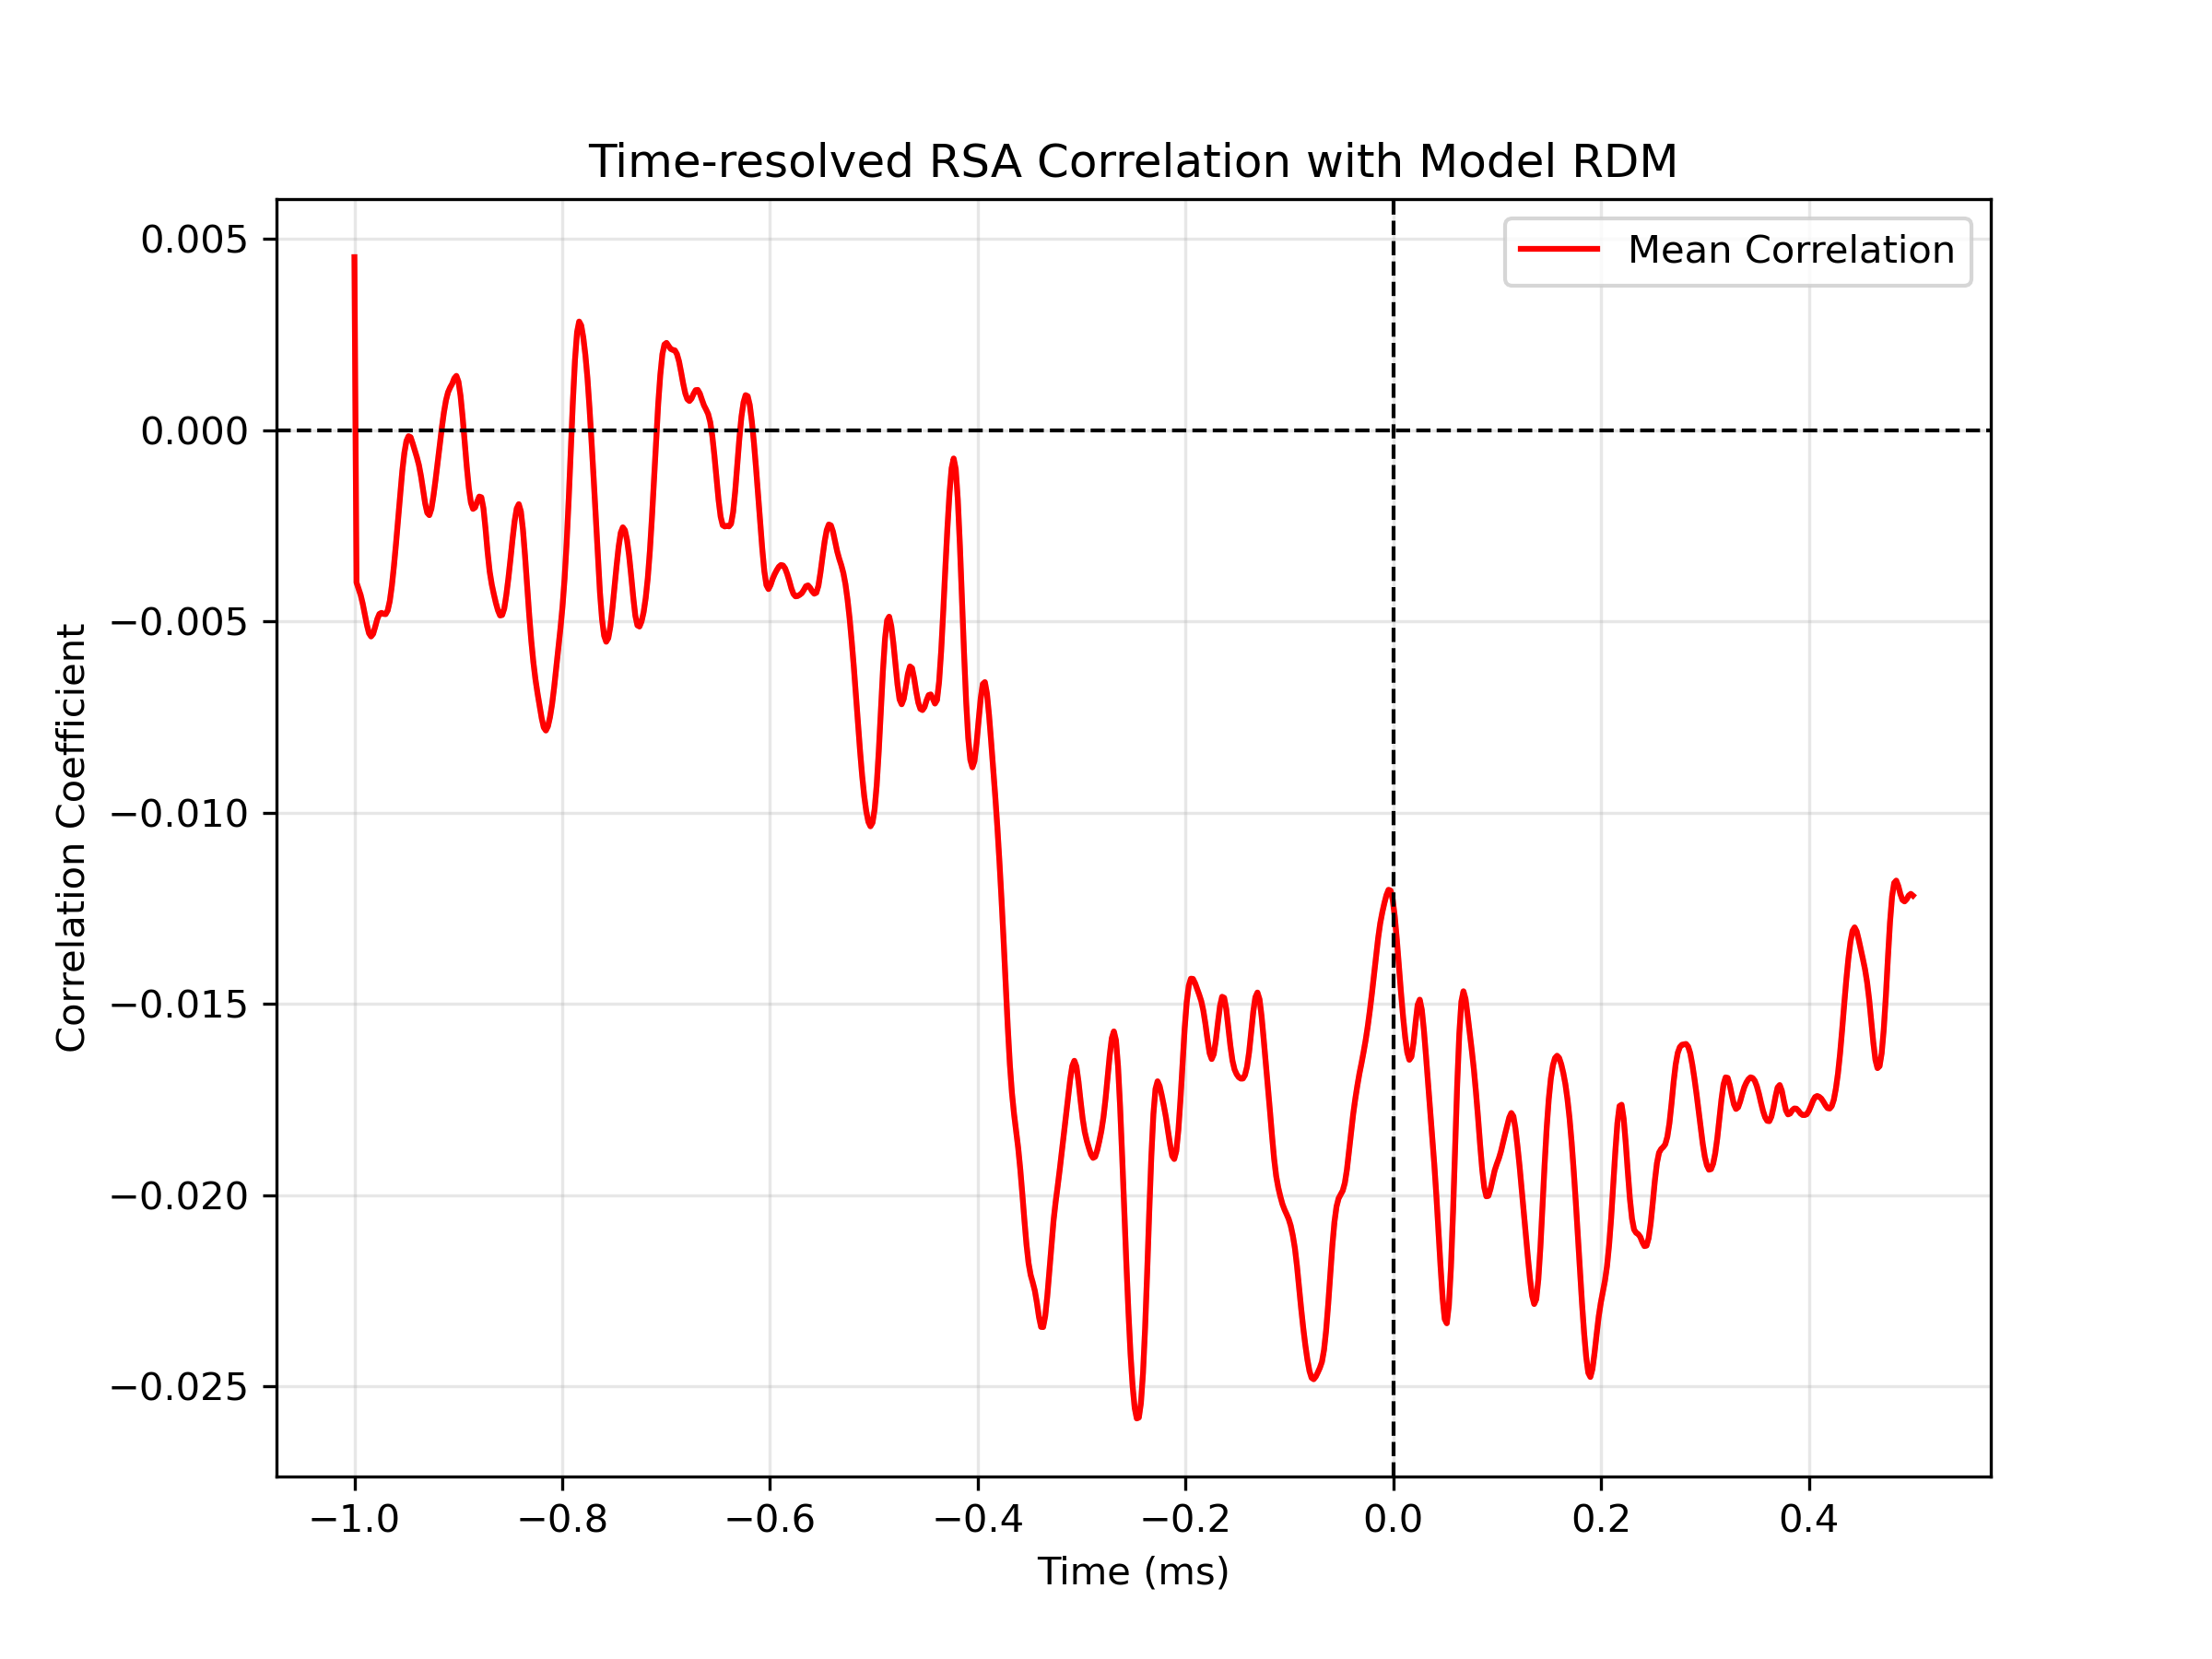 Time-resolved RSA Correlation with Model RDM
Mean Correlation
Correlation Coefficient
0.005
0.000
−0.005
−0.010
−0.015
−0.020
−0.025
−1.0 −0.8 −0.6 −0.4 −0.2 0.0 0.2 0.4
Time (ms)